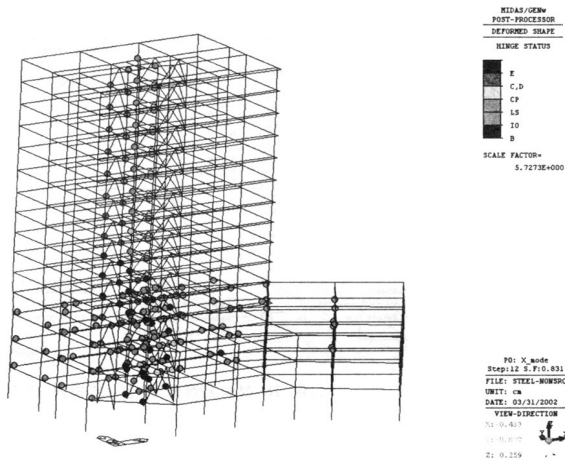 MIDAS/GENw
POST-PROCESSOR
DEFORMED SHAPE
HINGE STATUS
E
C,D
CP
LS
IO
B
SCALE FACTOR=
5.7273E+000
PO: X_mode
Step:12 S.F:0.831
FILE: STEEL-NONSRC
UNIT: cm
DATE: 03/31/2002
VIEW-DIRECTION
Z: 0.259